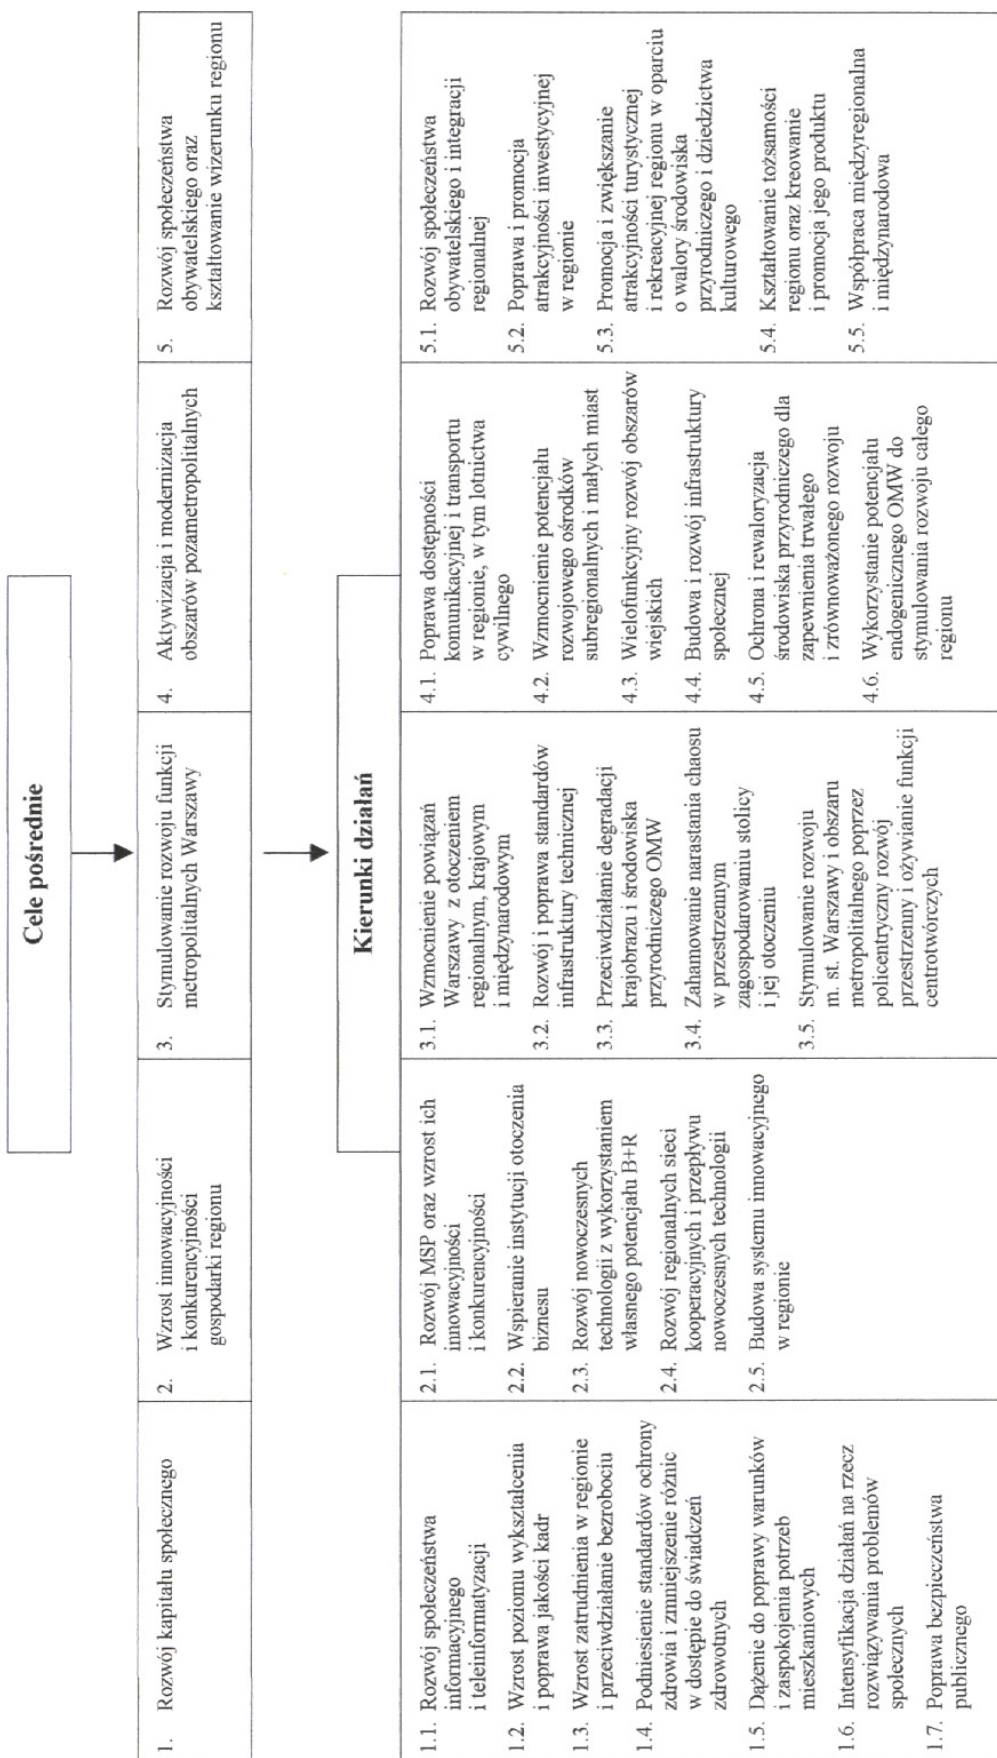 Cele pośrednie
1. Rozwój kapitału społecznego
2. Wzrost innowacyjności
i konkurencyjności
gospodarki regionu
3. Stymulowanie rozwoju funkcji
metropolitalnych Warszawy
4. Aktywizacja i modernizacja
obszarów pozametropolitalnych
5. Rozwój społeczeństwa
obywatelskiego oraz
kształtowanie wizerunku regionu
Kierunki działań
1.1. Rozwój społeczeństwa
informacyjnego
i teleinformatyzacji
1.2. Wzrost poziomu wykształcenia
i poprawa jakości kadr
1.3. Wzrost zatrudnienia w regionie
i przeciwdziałanie bezrobociu
1.4. Podniesienie standardów ochrony
zdrowia i zmniejszenie różnic
w dostępie do świadczeń
zdrowotnych
1.5. Dążenie do poprawy warunków
i zaspokojenia potrzeb
mieszkaniowych
1.6. Intensyfikacja działań na rzecz
rozwiązywania problemów
społecznych
1.7. Poprawa bezpieczeństwa
publicznego
2.1. Rozwój MSP oraz wzrost ich
innowacyjności
i konkurencyjności
2.2. Wspieranie instytucji otoczenia
biznesu
2.3. Rozwój nowoczesnych
technologii z wykorzystaniem
własnego potencjału B+R
2.4. Rozwój regionalnych sieci
kooperacyjnych i przepływu
nowoczesnych technologii
2.5. Budowa systemu innowacyjnego
w regionie
3.1. Wzmocnienie powiązań
Warszawy z otoczeniem
regionalnym, krajowym
i międzynarodowym
3.2. Rozwój i poprawa standardów
infrastruktury technicznej
3.3. Przeciwdziałanie degradacji
krajobrazu i środowiska
przyrodniczego OMW
3.4. Zahamowanie narastania chaosu
w przestrzennym
zagospodarowaniu stolicy
i jej otoczeniu
3.5. Stymulowanie rozwoju
m. st. Warszawy i obszaru
metropolitalnego poprzez
policentryczny rozwój
przestrzenny i ożywianie funkcji
centrotwórczych
4.1. Poprawa dostępności
komunikacyjnej i transportu
w regionie, w tym lotnictwa
cywilnego
4.2. Wzmocnienie potencjału
rozwojowego ośrodków
subregionalnych i małych miast
4.3. Wielofunkcyjny rozwój obszarów
wiejskich
4.4. Budowa i rozwój infrastruktury
społecznej
4.5. Ochrona i rewaloryzacja
środowiska przyrodniczego dla
zapewnienia trwałego
i zrównoważonego rozwoju
4.6. Wykorzystanie potencjału
endogenicznego OMW do
stymulowania rozwoju całego
regionu
5.1. Rozwój społeczeństwa
obywatelskiego i integracji
regionalnej
5.2. Poprawa i promocja
atrakcyjności inwestycyjnej
w regionie
5.3. Promocja i zwiększanie
atrakcyjności turystycznej
i rekreacyjnej regionu w oparciu
o walory środowiska
przyrodniczego i dziedzictwa
kulturowego
5.4. Kształtowanie tożsamości
regionu oraz kreowanie
i promocja jego produktu
5.5. Współpraca międzyregionalna
i międzynarodowa